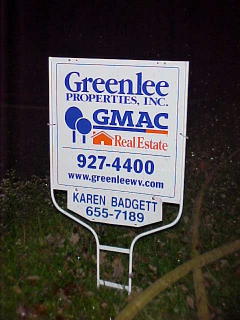 Greenlee
PROPERTIES, INC.
GMAC
Real Estate
927-4400
www.greenleewv.com
KAREN BADGETT
655-7189